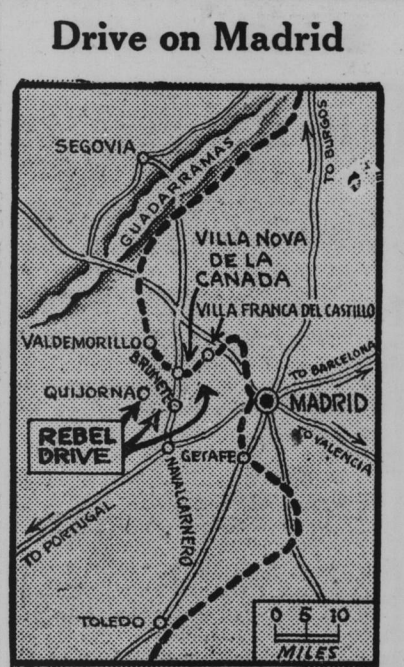 Drive on Madrid
SEGOVIA
GUADARRAMAS
TO BURGOS
VILLA NOVA
DE LA
CANADA
VILLA FRANCA DEL CASTILLO
VALDEMORILLO
BRUNETE
TO BARCELONA
QUIJORNA
MADRID
REBEL
DRIVE
TO VALENCIA
GETAFE
NAVALCARNERO
TO PORTUGAL
TOLEDO
0 5 10
MILES